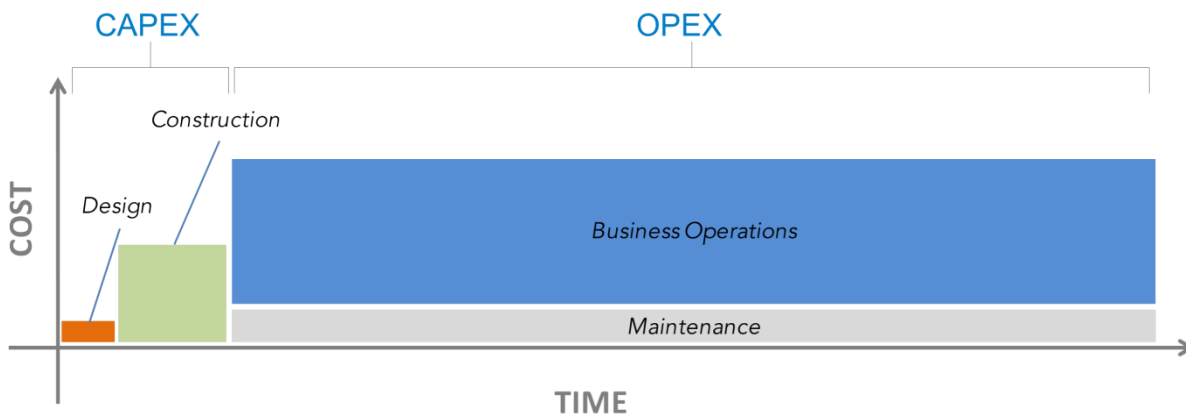 CAPEX
OPEX
Construction
Design
COST
Business Operations
Maintenance
TIME